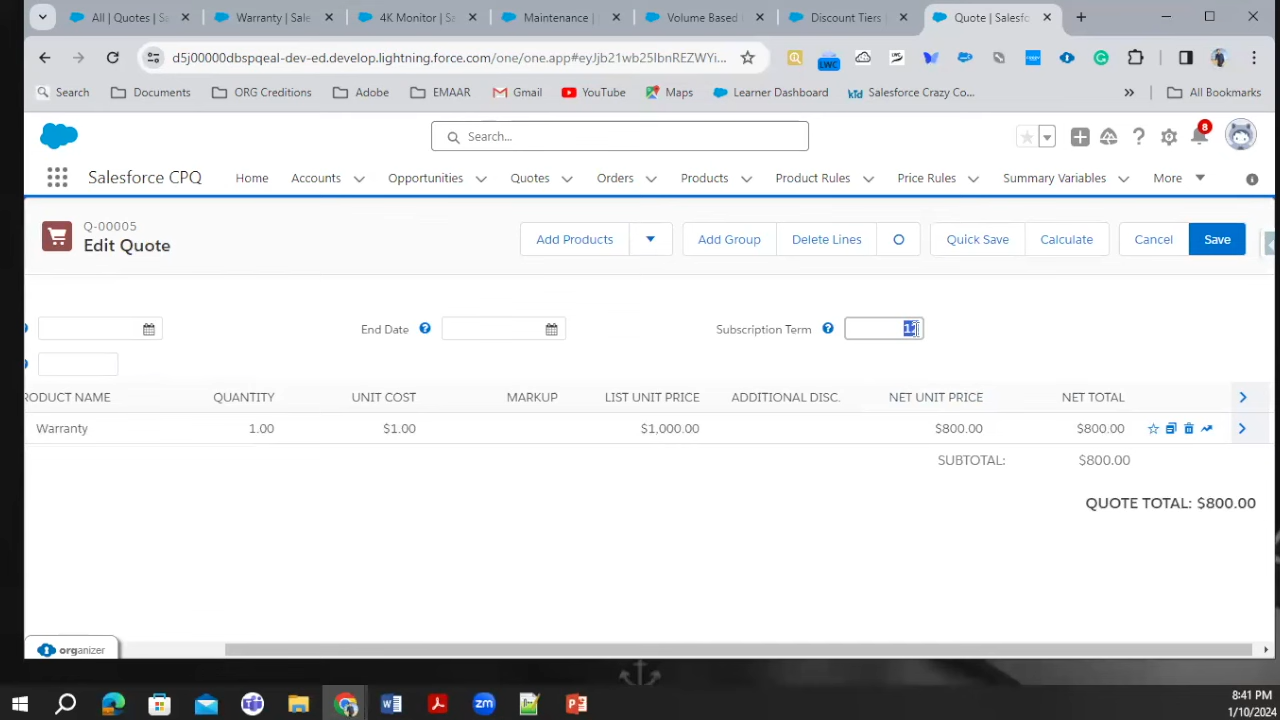 All | Quotes | Sa
Warranty | Sale
4K Monitor | Sa
Maintenance |
Volume Based
Discount Tiers |
Quote | Salesfo
d5j00000dbspqeal-dev-ed.develop.lightning.force.com/one/one.app#eyJjb21wb25lbnREZWYi...
Search
Documents
ORG Creditions
Adobe
EMAAR
Gmail
YouTube
Maps
Learner Dashboard
Salesforce Crazy Co...
»
All Bookmarks
Search...
8
Salesforce CPQ
Home
Accounts
Opportunities
Quotes
Orders
Products
Product Rules
Price Rules
Summary Variables
More
Q-00005
Edit Quote
Add Products
Add Group
Delete Lines
Quick Save
Calculate
Cancel
Save
End Date
Subscription Term
RODUCT NAME QUANTITY UNIT COST MARKUP LIST UNIT PRICE ADDITIONAL DISC. NET UNIT PRICE NET TOTAL
Warranty 1.00 $1.00 $1,000.00 $800.00 $800.00
SUBTOTAL: $800.00
QUOTE TOTAL: $800.00
organizer
8:41 PM
1/10/2024